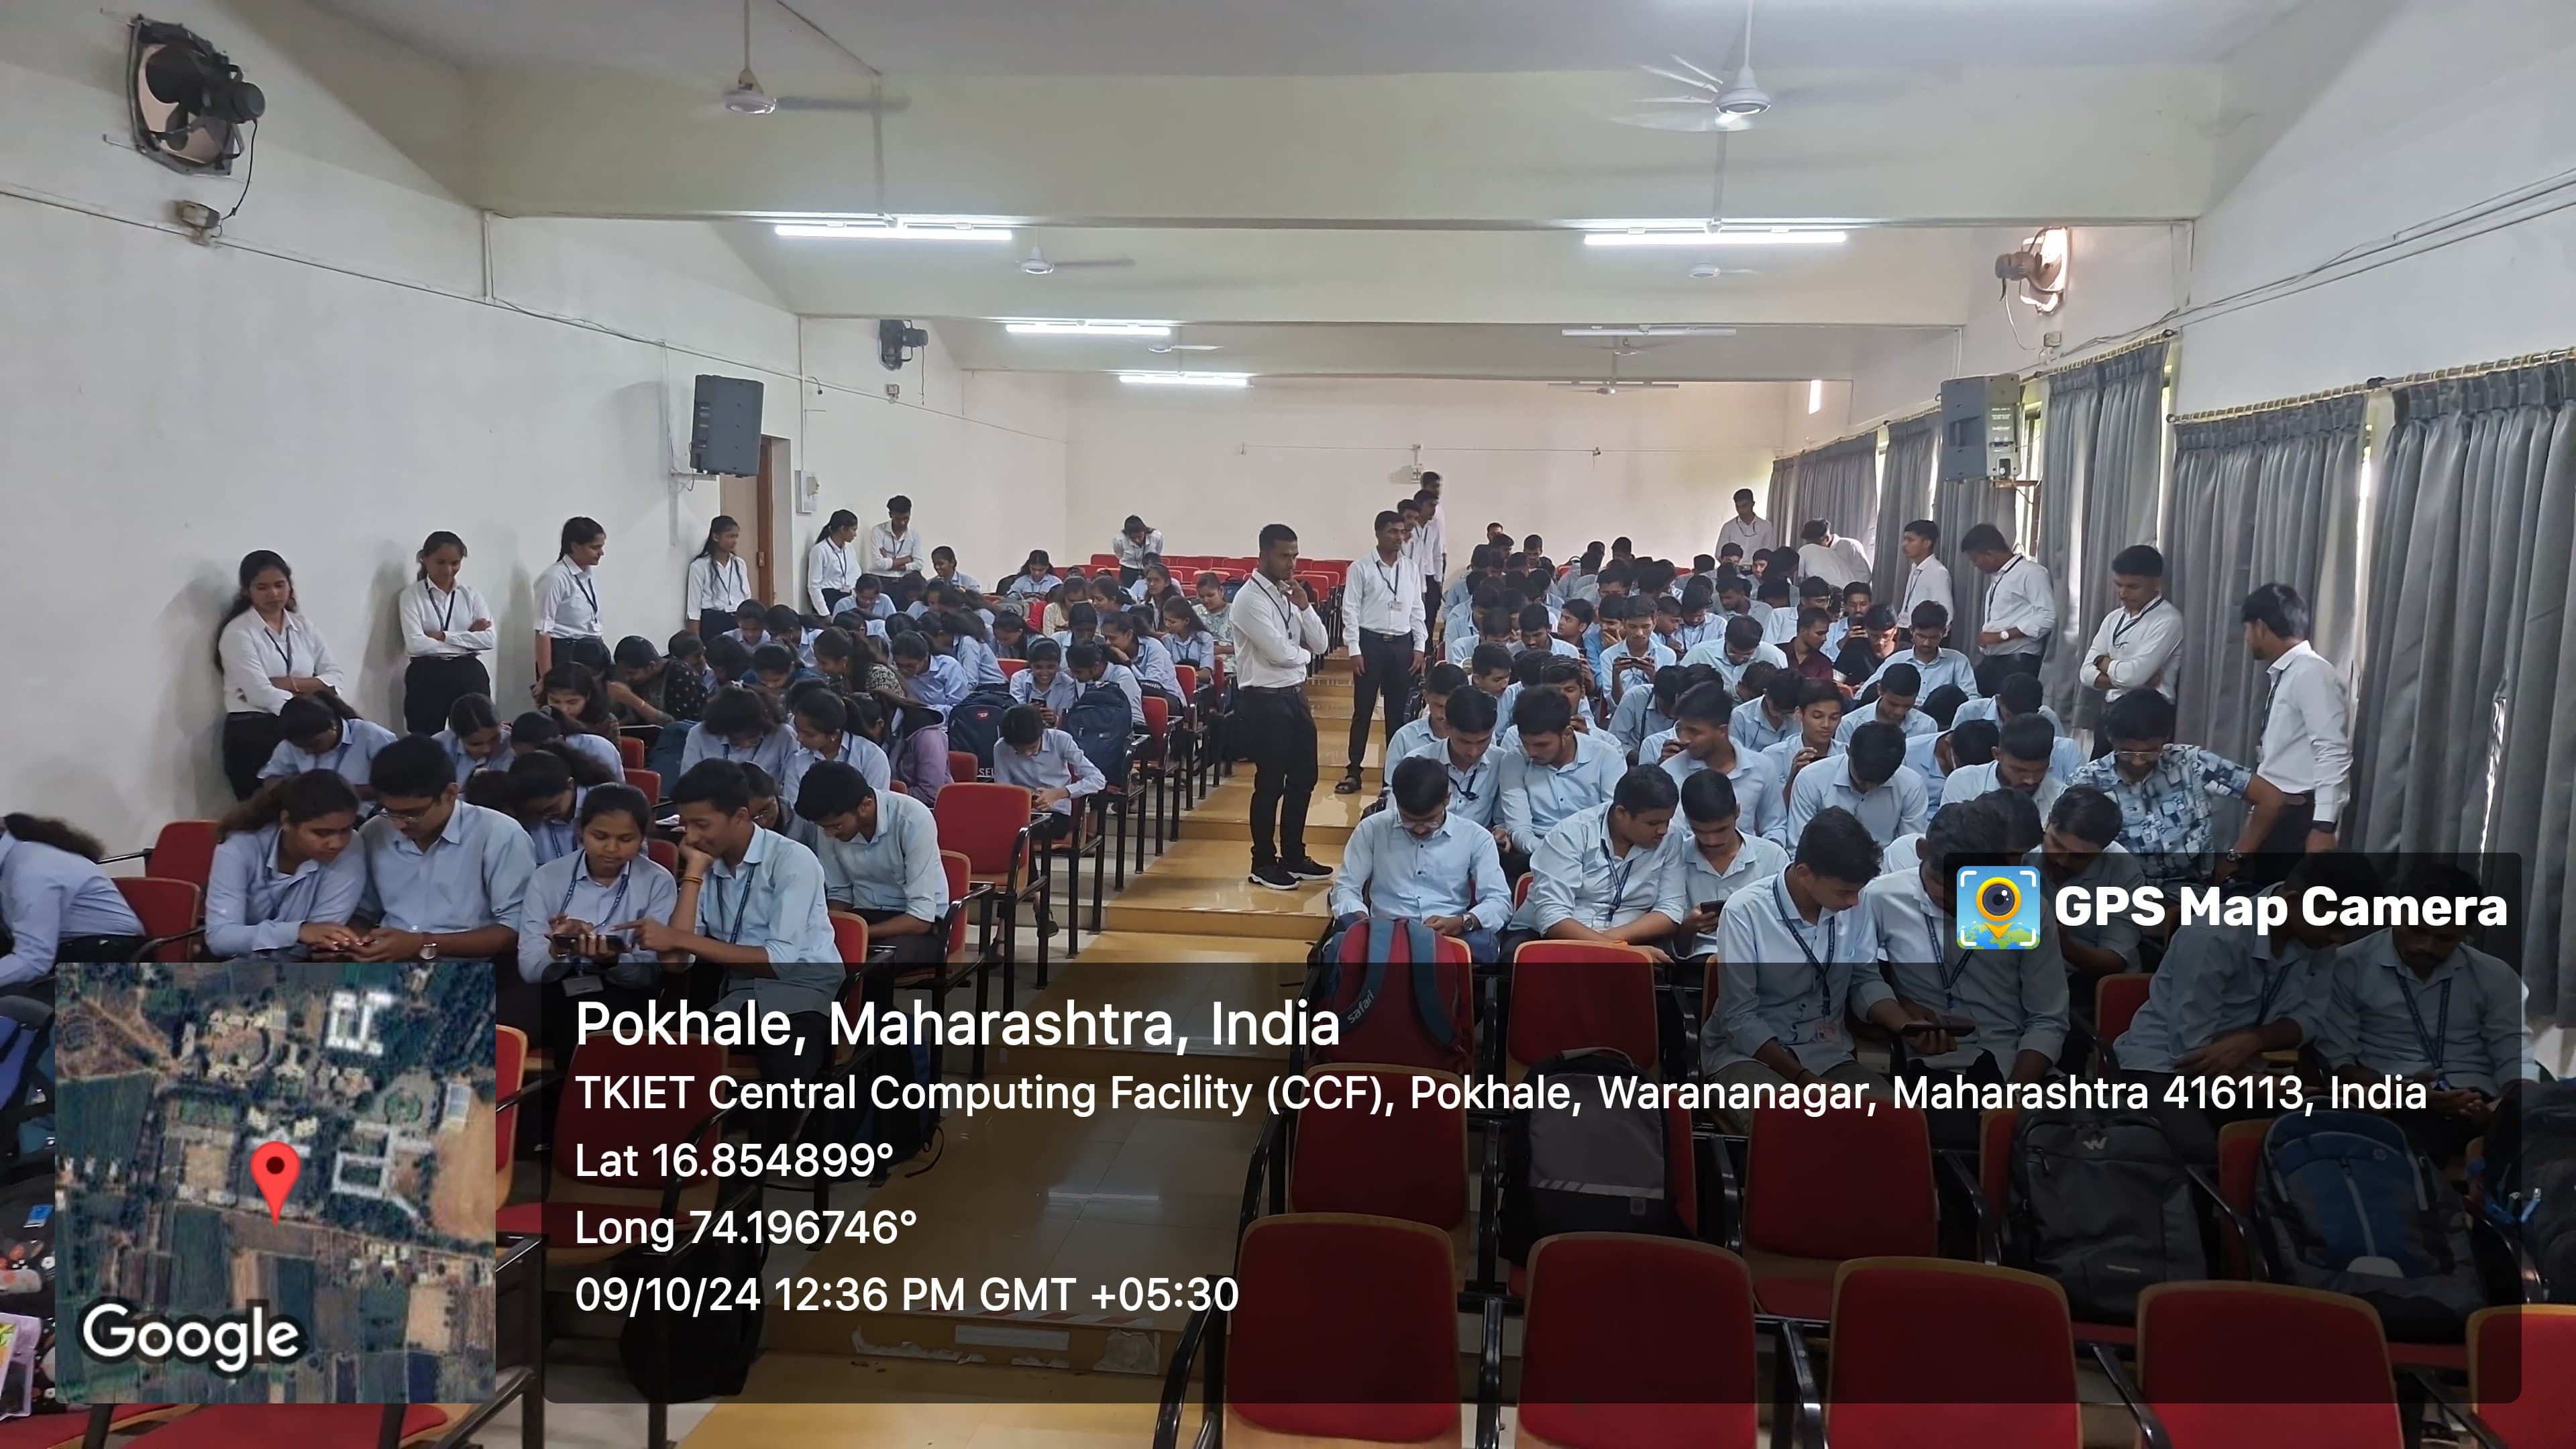 GPS Map Camera
safari
Pokhale, Maharashtra, India
TKIET Central Computing Facility (CCF), Pokhale, Warananagar, Maharashtra 416113, India
Lat 16.854899°
Long 74.196746°
09/10/24 12:36 PM GMT +05:30
Google